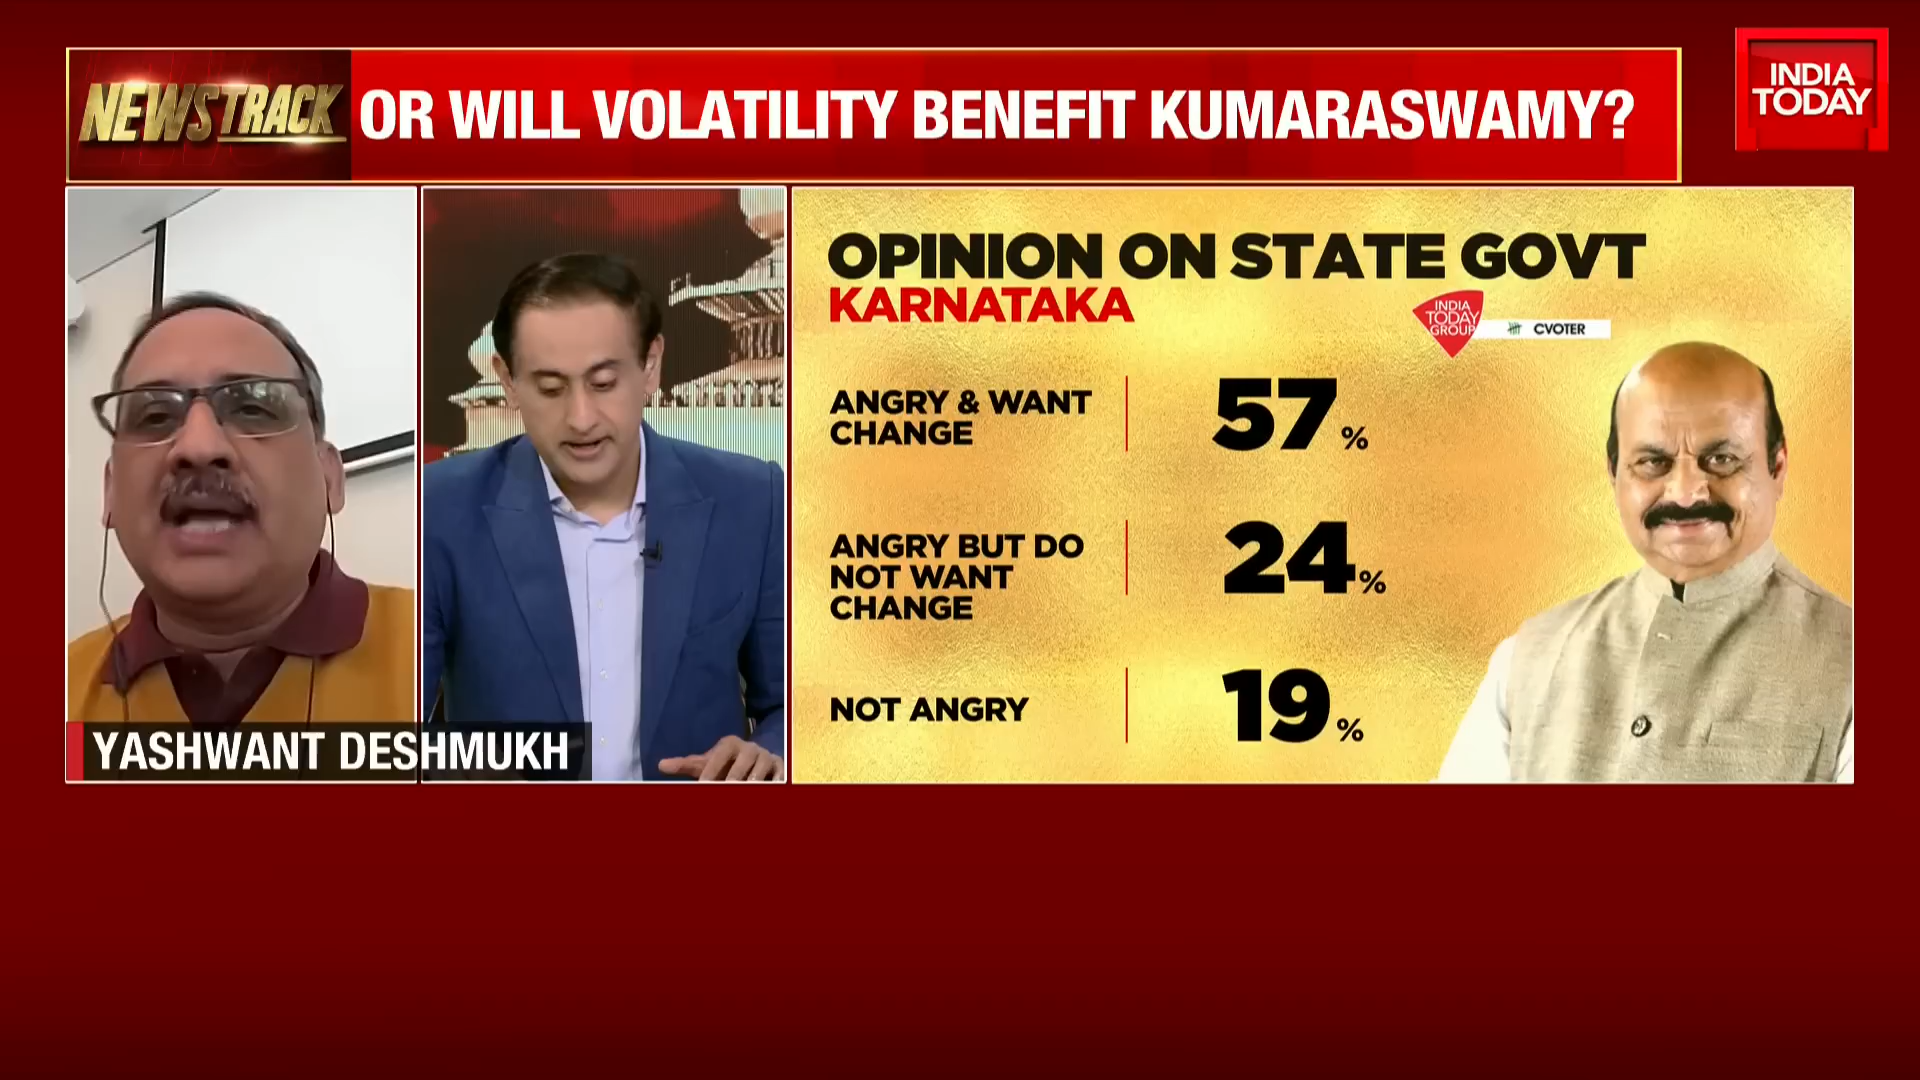 NEWSTRACK
OR WILL VOLATILITY BENEFIT KUMARASWAMY?
INDIA
TODAY
OPINION ON STATE GOVT
KARNATAKA
INDIA
TODAY
GROUP
CVOTER
ANGRY & WANT
CHANGE
57%
ANGRY BUT DO
NOT WANT
CHANGE
24%
NOT ANGRY
19%
YASHWANT DESHMUKH